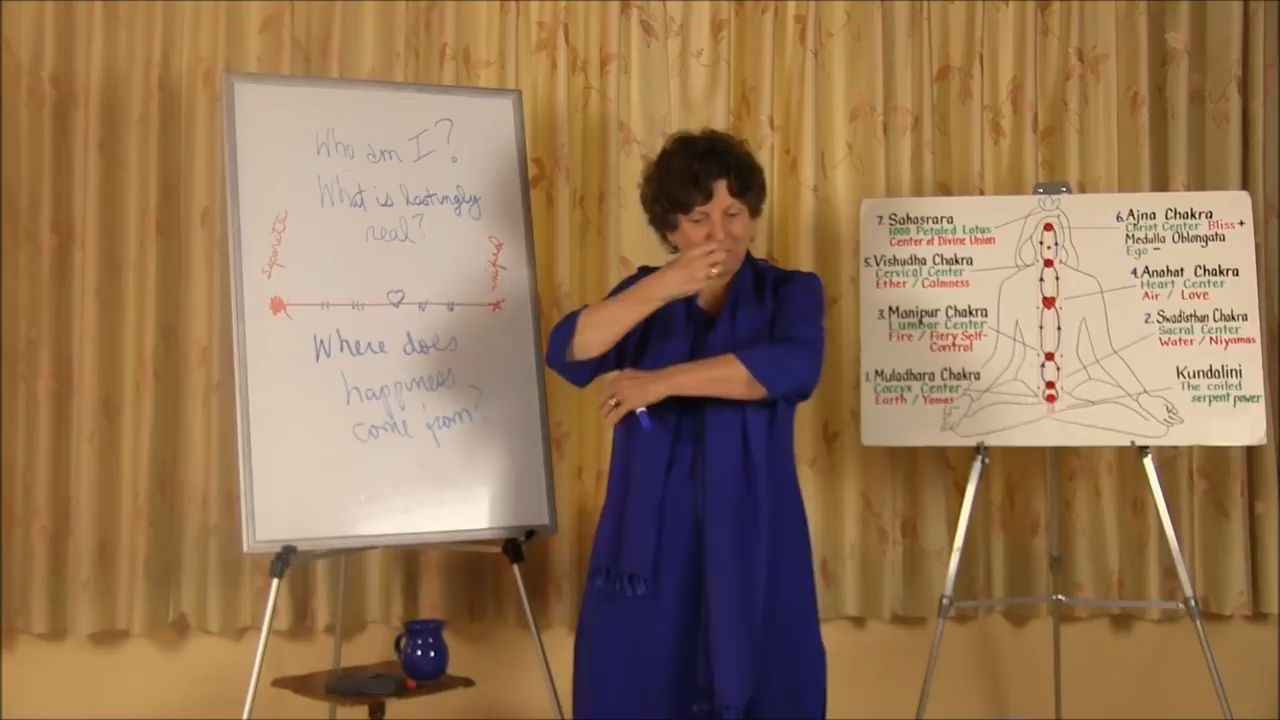 Who am I?
What is lastingly
real?
separate
Where does
happiness
come from?
7. Sahasrara
1000 Petaled Lotus
Center of Divine Union
5. Vishudha Chakra
Cervical Center
Ether / Calmness
3. Manipur Chakra
Lumbar Center
Fire / Fiery Self-
Control
1. Muladhara Chakra
Coccyx Center
Earth / Yamas
6. Ajna Chakra
Christ Center Bliss +
Medulla Oblongata
Ego −
4. Anahat Chakra
Heart Center
Air / Love
2. Swadisthan Chakra
Sacral Center
Water / Niyamas
Kundalini
The coiled
serpent power